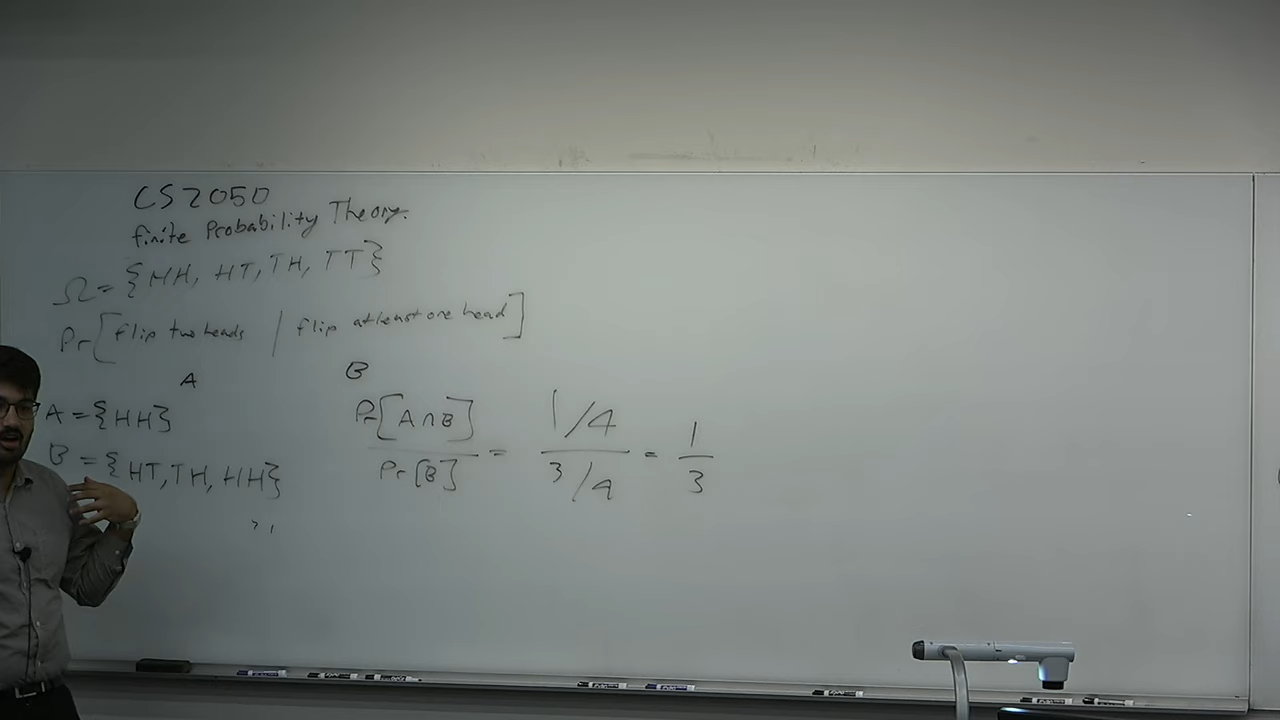 CS2050
finite Probability Theory.
Ω = {HH, HT, TH, TT}
Pr[flip two heads / flip at least one head]
A B
A = {HH}
B = {HT, TH, HH}
Pr[A∩B] / Pr[B] = 1/4 / 3/4 = 1/3